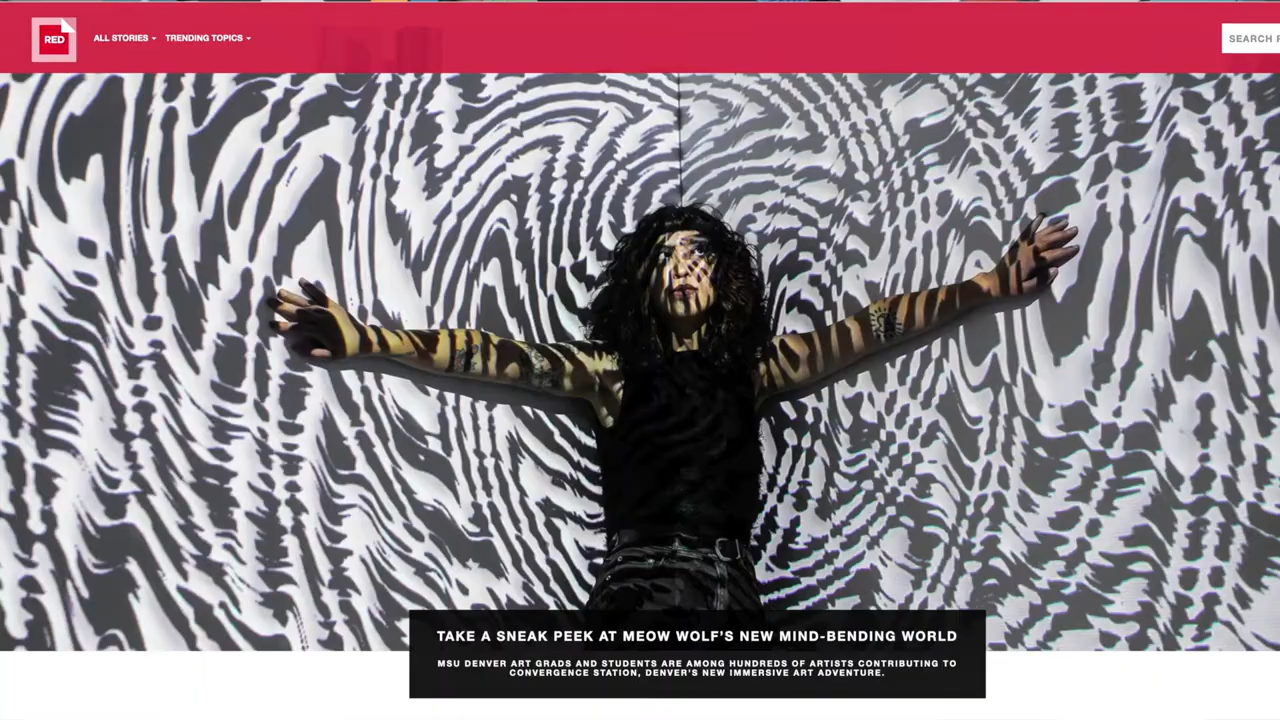 RED
ALL STORIES
TRENDING TOPICS
SEARCH
TAKE A SNEAK PEEK AT MEOW WOLF'S NEW MIND-BENDING WORLD
MSU DENVER ART GRADS AND STUDENTS ARE AMONG HUNDREDS OF ARTISTS CONTRIBUTING TO
CONVERGENCE STATION, DENVER'S NEW IMMERSIVE ART ADVENTURE.